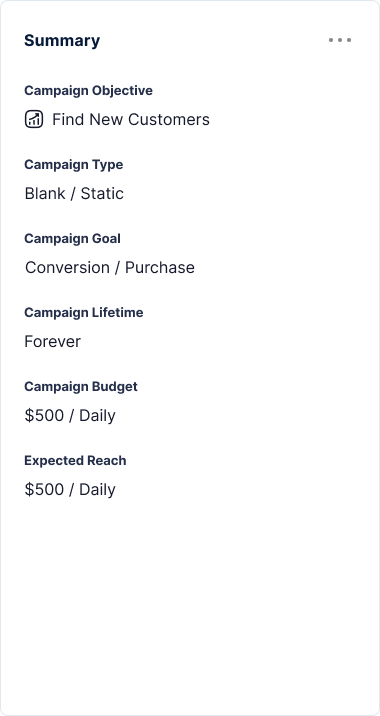 Summary
Campaign Objective
Find New Customers
Campaign Type
Blank / Static
Campaign Goal
Conversion / Purchase
Campaign Lifetime
Forever
Campaign Budget
$500 / Daily
Expected Reach
$500 / Daily